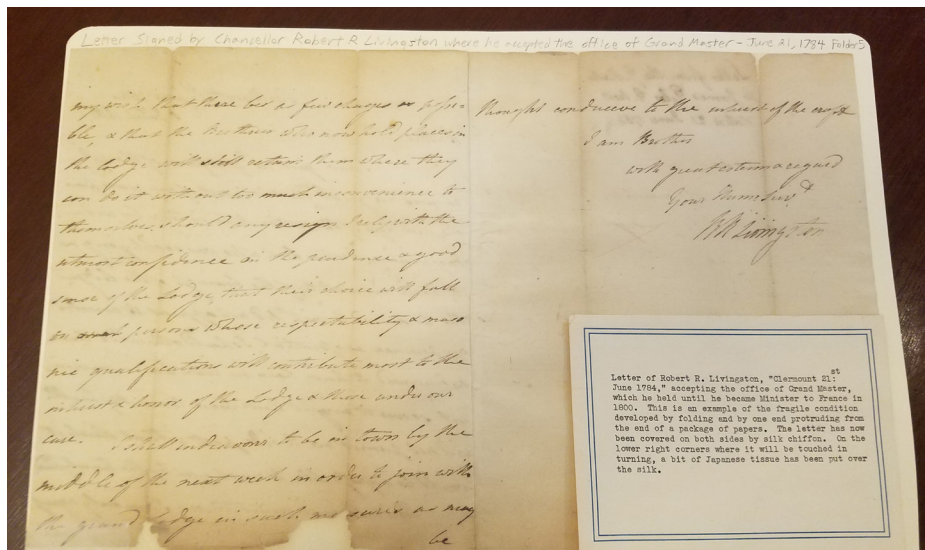 Letter Signed by Chancellor Robert R Livingston where he accepted the office of Grand Master - June 21, 1784 Folder 5
my wish that there be as few changes as possi-
ble, & that the Brethren who now hold places in
the Lodge will still retain them where they
can do it without too much inconvenience to
themselves, should any resign I rely with the
utmost confidence on the prudence & good
sense of the Lodge, that their choice will fall
on persons whose respectability & maso
nic qualifications will contribute most to the
interest & honor of the Lodge & those under our
care. I shall endeavour to be in town by the
middle of the next week in order to join with
the grand Lodge in such measures as may
be
thought conducive to the interest of the craft
I am Brother
with great esteem & regard
Your Hum Serv.t
R R Livingston
Letter of Robert R. Livingston, "Clermount 21st:
June 1784," accepting the office of Grand Master,
which he held until he became Minister to France in
1800. This is an example of the fragile condition
developed by folding and by one end protruding from
the end of a package of papers. The letter has now
been covered on both sides by silk chiffon. On the
lower right corners where it will be touched in
turning, a bit of Japanese tissue has been put over
the silk.